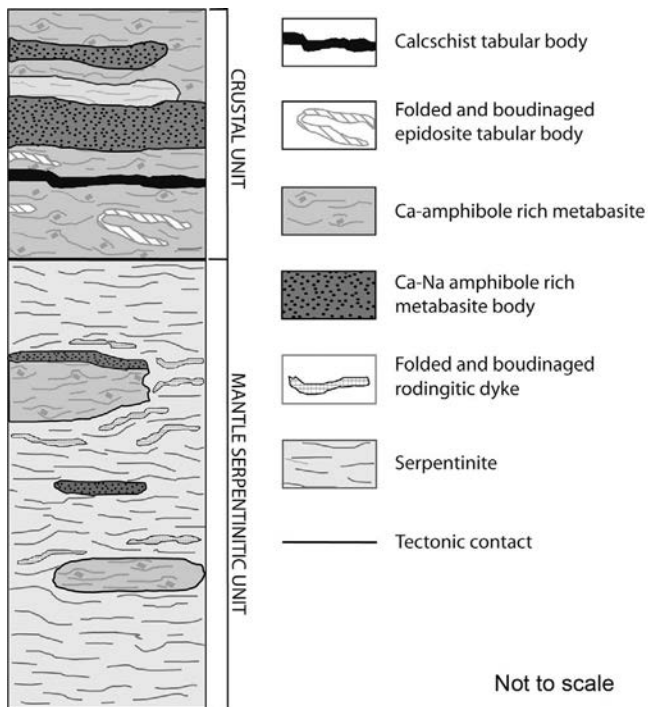 CRUSTAL UNIT
MANTLE SERPENTINITIC UNIT
Calcschist tabular body
Folded and boudinaged
epidosite tabular body
Ca-amphibole rich metabasite
Ca-Na amphibole rich
metabasite body
Folded and boudinaged
rodingitic dyke
Serpentinite
Tectonic contact
Not to scale